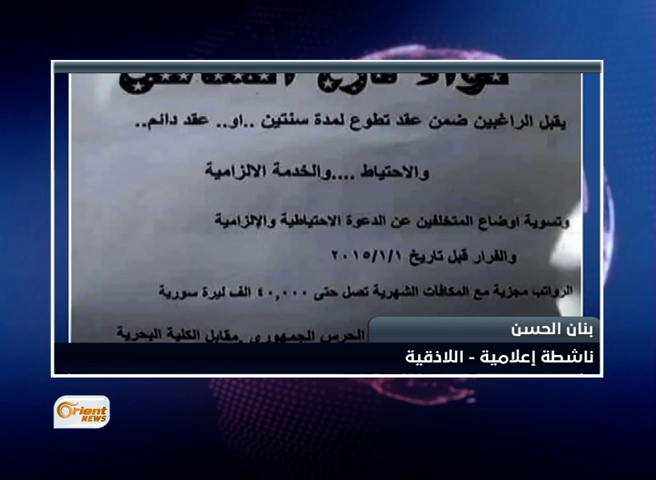 يقبل الراغبين ضمن عقد تطوع لمدة سنتين ..او.. عقد دائم..
والاحتياط ....والخدمة الالزامية
وتسوية اوضاع المتخلفين عن الدعوة الاحتياطية والإلزامية
والفرار قبل تاريخ ٢٠١٥/١/١
الرواتب مجزية مع المكافات الشهرية تصل حتى ٤٠,٠٠٠ الف ليرة سورية
الحرس الجمهوري .مقابل الكلية البحرية
بنان الحسن
ناشطة إعلامية - اللاذقية
Orient
NEWS